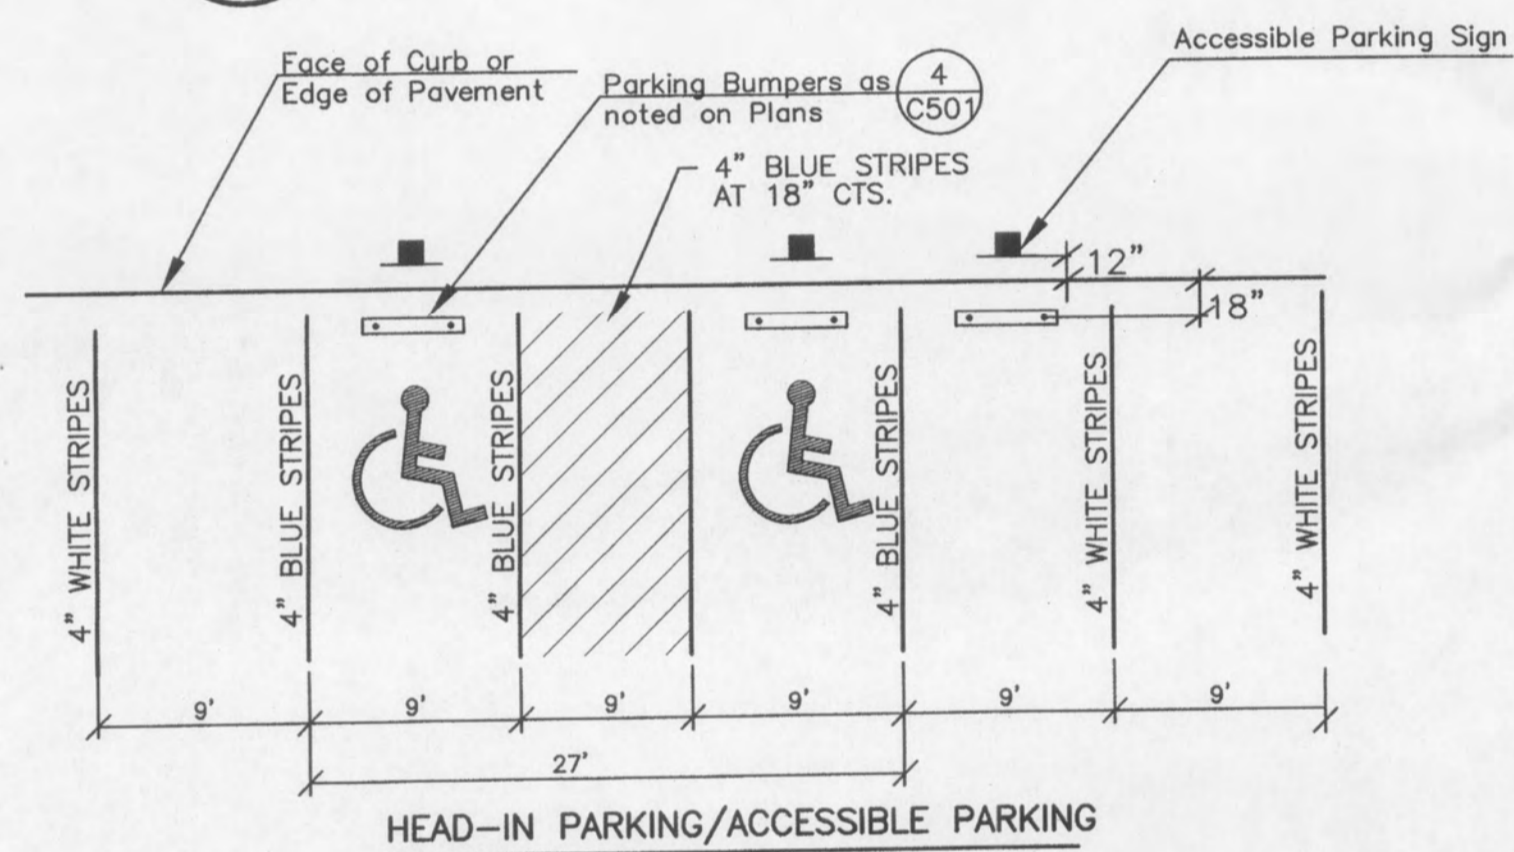 Accessible Parking Sign
Face of Curb or
Edge of Pavement
Parking Bumpers as
noted on Plans
4
C501
4" BLUE STRIPES
AT 18" CTS.
12"
18"
4" WHITE STRIPES
4" BLUE STRIPES
4" BLUE STRIPES
4" BLUE STRIPES
4" WHITE STRIPES
4" WHITE STRIPES
9'
9'
9'
9'
9'
9'
27'
HEAD-IN PARKING/ACCESSIBLE PARKING